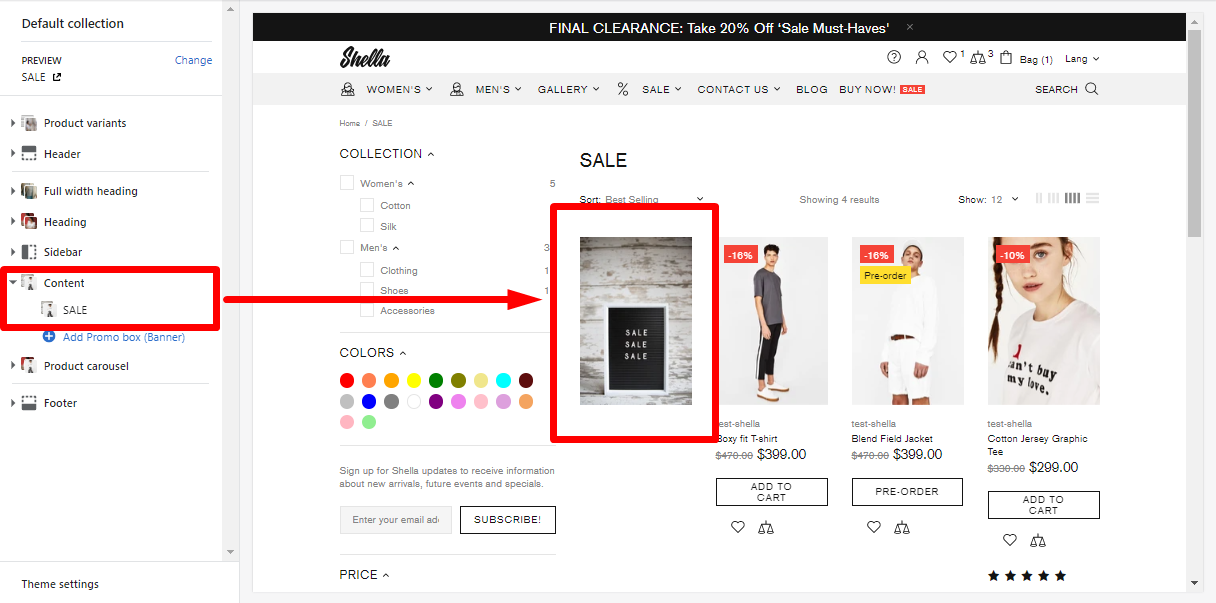 Default collection
PREVIEW
Change
SALE
Product variants
Header
Full width heading
Heading
Sidebar
Content
SALE
Add Promo box (Banner)
Product carousel
Footer
Theme settings
FINAL CLEARANCE: Take 20% Off ‘Sale Must-Haves’ ×
Shella
1 3 Bag (1) Lang
WOMEN'S MEN'S GALLERY % SALE CONTACT US BLOG BUY NOW! SALE SEARCH
Home / SALE
COLLECTION
Women's 5
Cotton
Silk
Men's 3
Clothing 1
Shoes 1
Accessories
COLORS
Sign up for Shella updates to receive information
about new arrivals, future events and specials.
Enter your email ad
SUBSCRIBE!
PRICE
SALE
Sort: Best Selling
Showing 4 results
Show: 12
SALE
SALE
SALE
-16%
test-shella
Boxy fit T-shirt
$470.00 $399.00
ADD TO
CART
-16%
Pre-order
test-shella
Blend Field Jacket
$470.00 $399.00
PRE-ORDER
-10%
I can't buy
my love.
test-shella
Cotton Jersey Graphic
Tee
$330.00 $299.00
ADD TO
CART